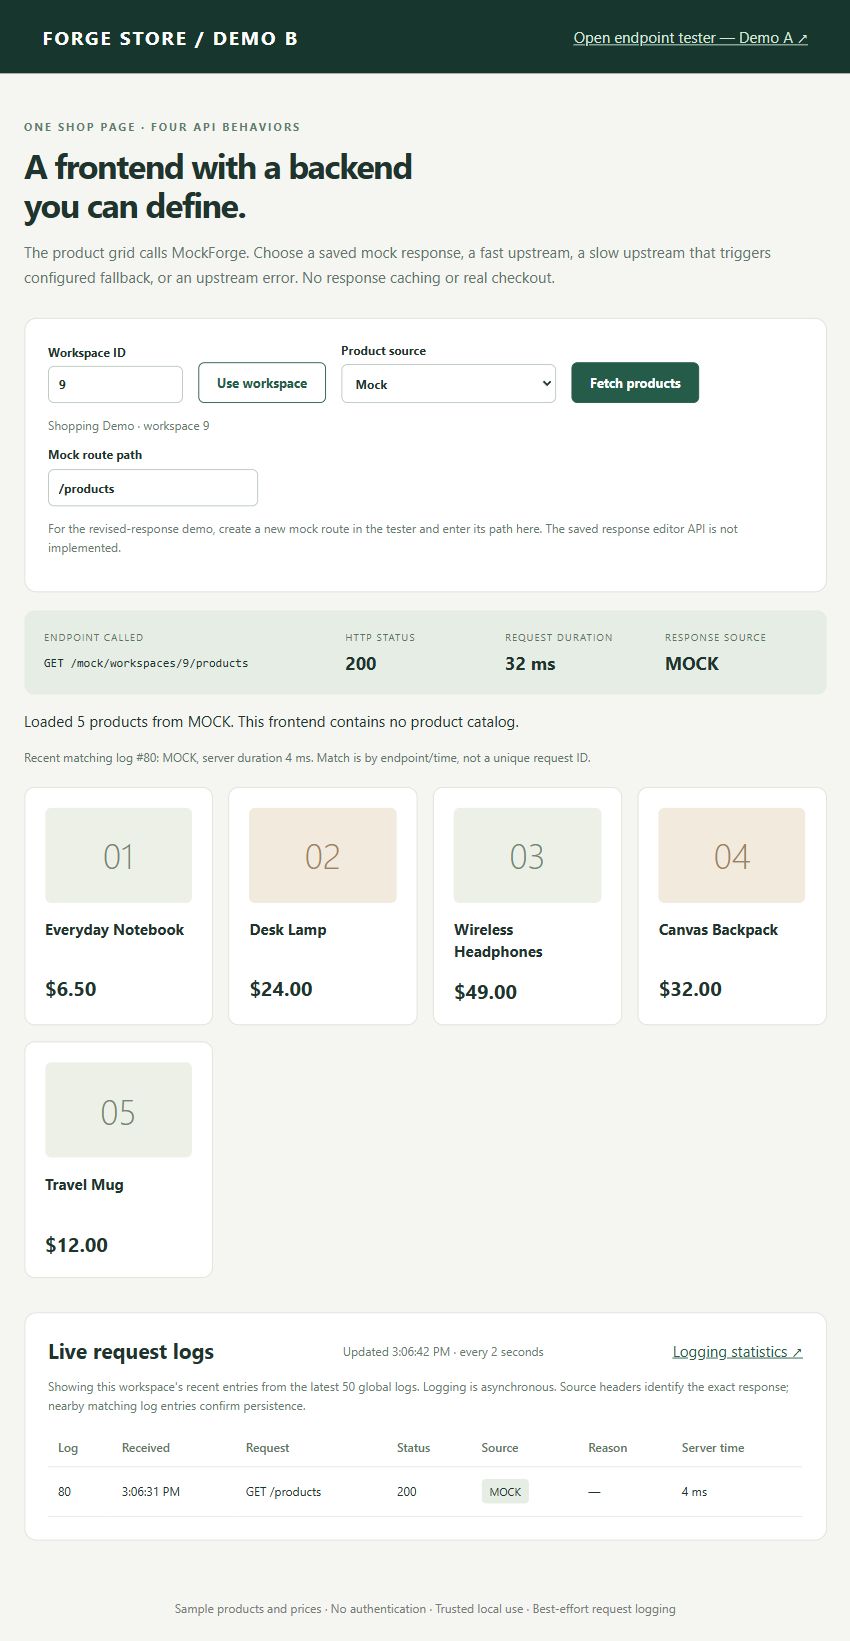 FORGE STORE / DEMO B
Open endpoint tester — Demo A ↗
ONE SHOP PAGE · FOUR API BEHAVIORS
A frontend with a backend
you can define.
The product grid calls MockForge. Choose a saved mock response, a fast upstream, a slow upstream that triggers
configured fallback, or an upstream error. No response caching or real checkout.
Workspace ID
9
Use workspace
Product source
Mock
Fetch products
Shopping Demo · workspace 9
Mock route path
/products
For the revised-response demo, create a new mock route in the tester and enter its path here. The saved response editor API is not
implemented.
ENDPOINT CALLED
GET /mock/workspaces/9/products
HTTP STATUS
200
REQUEST DURATION
32 ms
RESPONSE SOURCE
MOCK
Loaded 5 products from MOCK. This frontend contains no product catalog.
Recent matching log #80: MOCK, server duration 4 ms. Match is by endpoint/time, not a unique request ID.
01
Everyday Notebook
$6.50
02
Desk Lamp
$24.00
03
Wireless
Headphones
$49.00
04
Canvas Backpack
$32.00
05
Travel Mug
$12.00
Live request logs
Updated 3:06:42 PM · every 2 seconds
Logging statistics ↗
Showing this workspace's recent entries from the latest 50 global logs. Logging is asynchronous. Source headers identify the exact response;
nearby matching log entries confirm persistence.
Log Received Request Status Source Reason Server time
80 3:06:31 PM GET /products 200 MOCK — 4 ms
Sample products and prices · No authentication · Trusted local use · Best-effort request logging